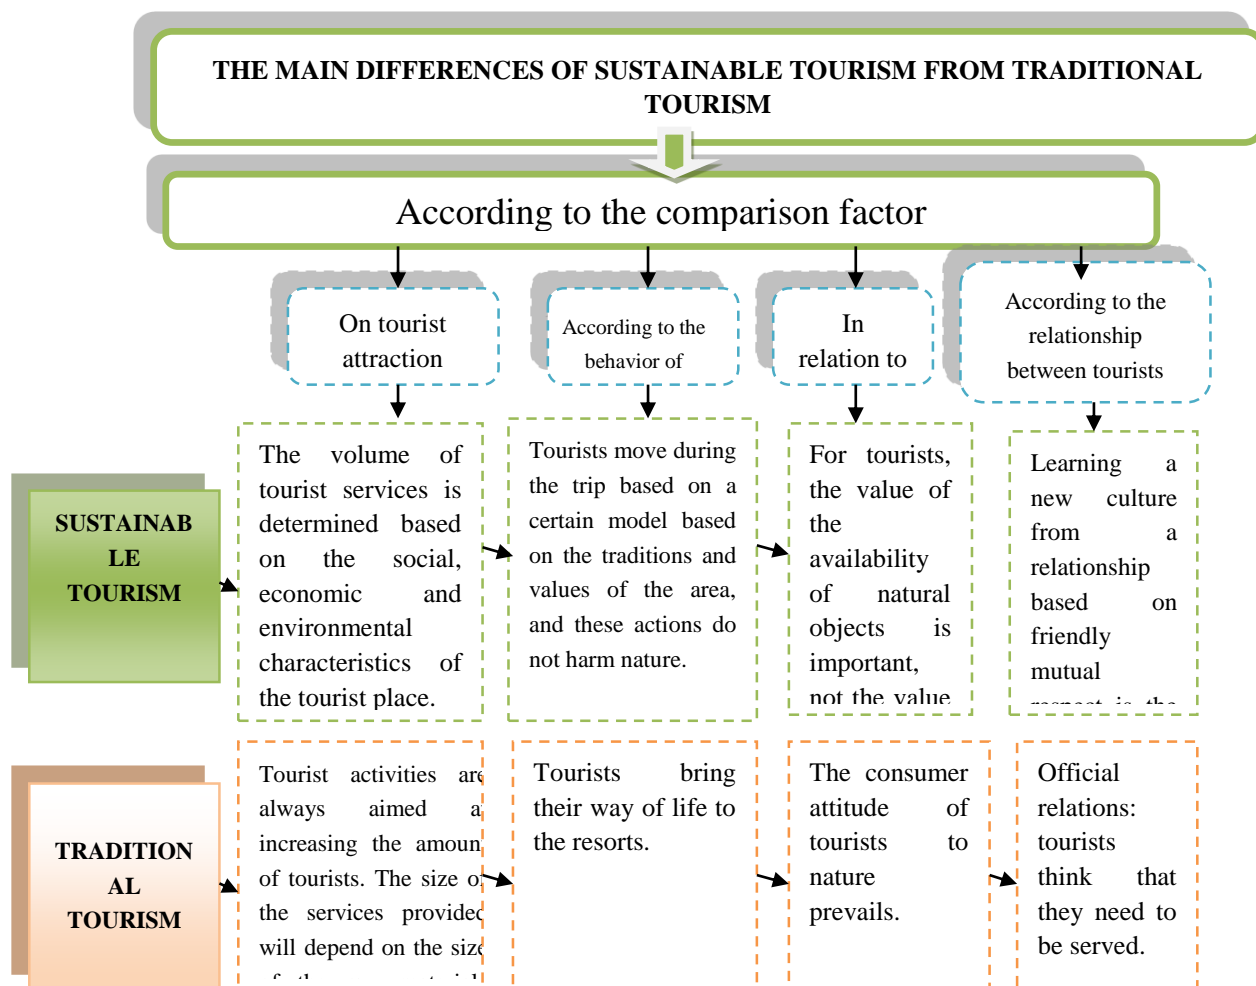 THE MAIN DIFFERENCES OF SUSTAINABLE TOURISM FROM TRADITIONAL
TOURISM
According to the comparison factor
On tourist
attraction
According to the
behavior of
In
relation to
According to the
relationship
between tourists
SUSTAINAB
LE
TOURISM
The volume of
tourist services is
determined based
on the social,
economic and
environmental
characteristics of
the tourist place.
Tourists move during
the trip based on a
certain model based
on the traditions and
values of the area,
and these actions do
not harm nature.
For tourists,
the value of
the
availability
of natural
objects is
important,
not the value
Learning a
new culture
from a
relationship
based on
friendly
mutual
respect is the
TRADITION
AL
TOURISM
Tourist activities are
always aimed a
increasing the amoun
of tourists. The size o
the services provided
will depend on the size
Tourists bring
their way of life to
the resorts.
The consumer
attitude of
tourists to
nature
prevails.
Official
relations:
tourists
think that
they need to
be served.